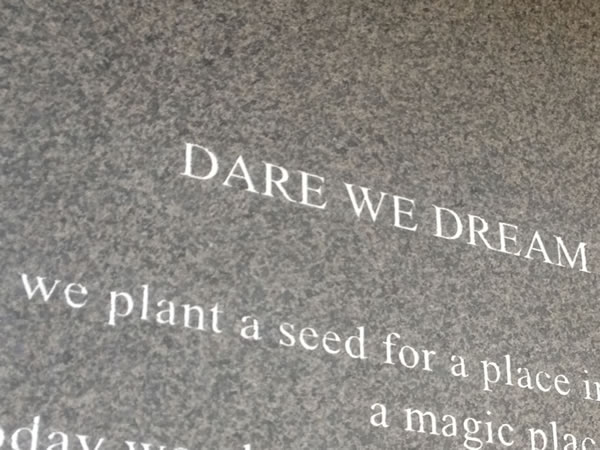 DARE WE DREAM
we plant a seed for a place
a magic